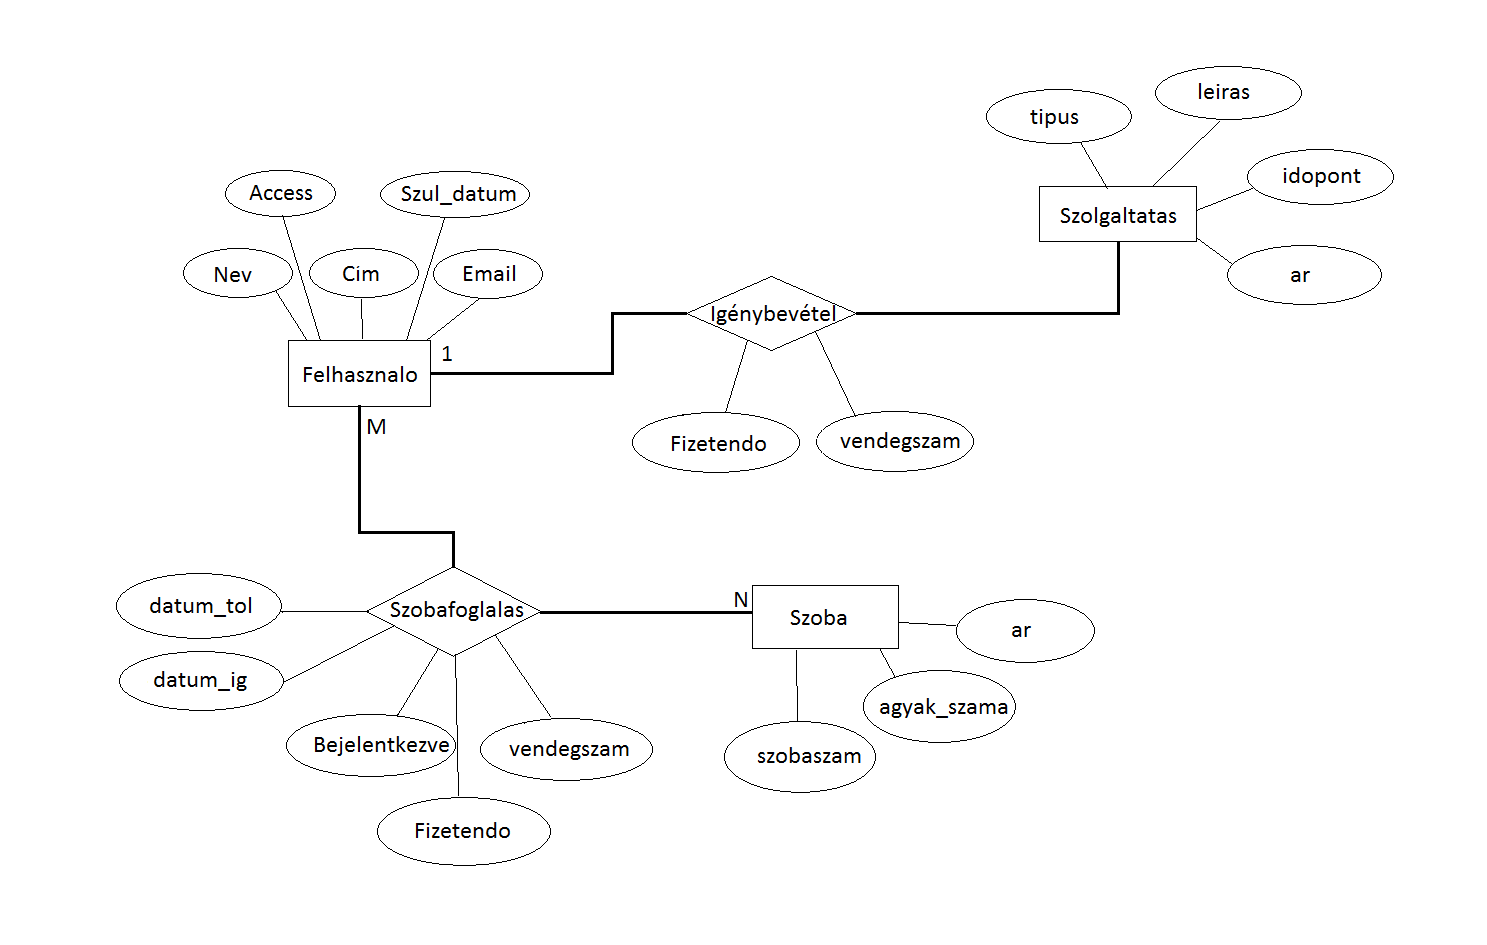 leiras
tipus
idopont
Szolgaltatas
ar
Access
Szul_datum
Nev
Cim
Email
Igénybevétel
1
Felhasznalo
M
Fizetendo
vendegszam
datum_tol
Szobafoglalas
N
Szoba
ar
datum_ig
agyak_szama
Bejelentkezve
vendegszam
szobaszam
Fizetendo